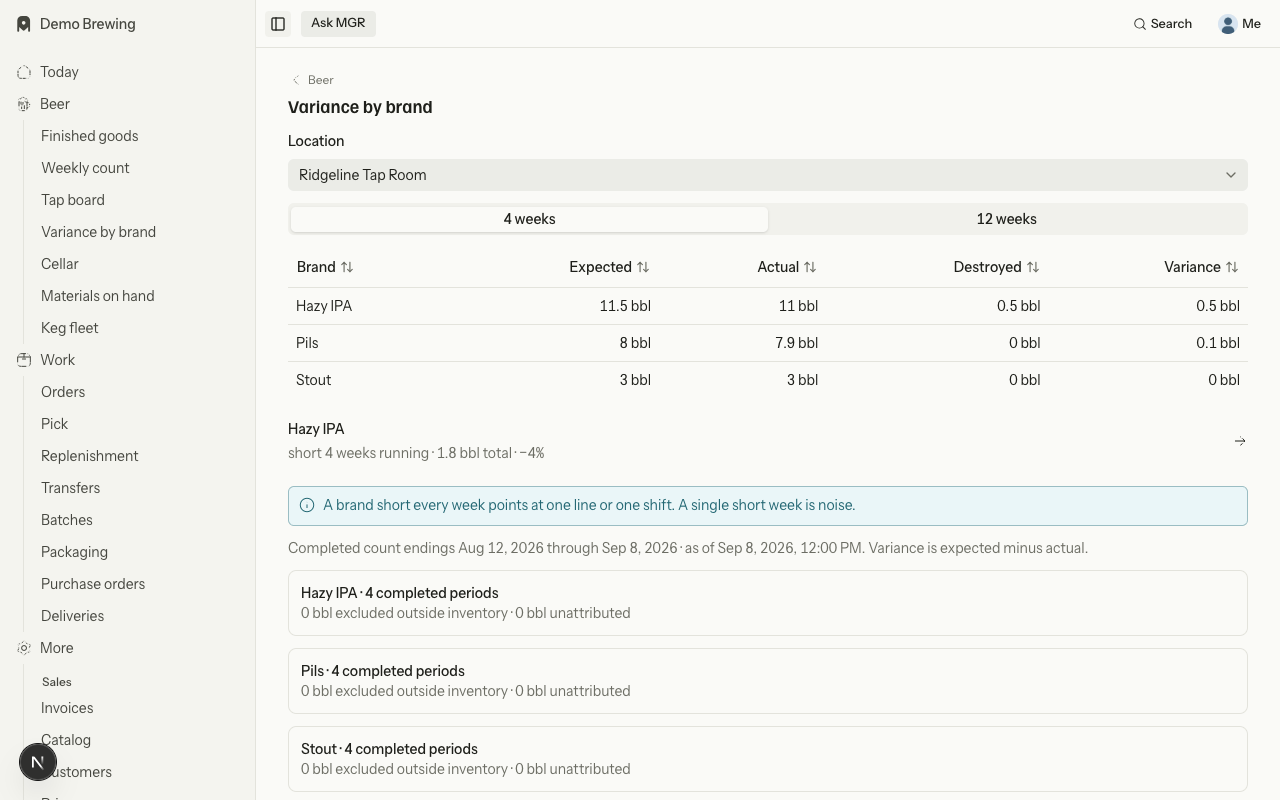 Demo Brewing
Ask MGR
Search
Me
Today
Beer
Finished goods
Weekly count
Tap board
Variance by brand
Cellar
Materials on hand
Keg fleet
Work
Orders
Pick
Replenishment
Transfers
Batches
Packaging
Purchase orders
Deliveries
More
Sales
Invoices
Catalog
N
ustomers
Beer
Variance by brand
Location
Ridgeline Tap Room
4 weeks 12 weeks
Brand Expected Actual Destroyed Variance
Hazy IPA 11.5 bbl 11 bbl 0.5 bbl 0.5 bbl
Pils 8 bbl 7.9 bbl 0 bbl 0.1 bbl
Stout 3 bbl 3 bbl 0 bbl 0 bbl
Hazy IPA
short 4 weeks running · 1.8 bbl total · −4%
A brand short every week points at one line or one shift. A single short week is noise.
Completed count endings Aug 12, 2026 through Sep 8, 2026 · as of Sep 8, 2026, 12:00 PM. Variance is expected minus actual.
Hazy IPA · 4 completed periods
0 bbl excluded outside inventory · 0 bbl unattributed
Pils · 4 completed periods
0 bbl excluded outside inventory · 0 bbl unattributed
Stout · 4 completed periods
0 bbl excluded outside inventory · 0 bbl unattributed